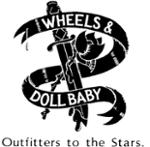 WHEELS &
DOLL BABY
Outfitters to the Stars.